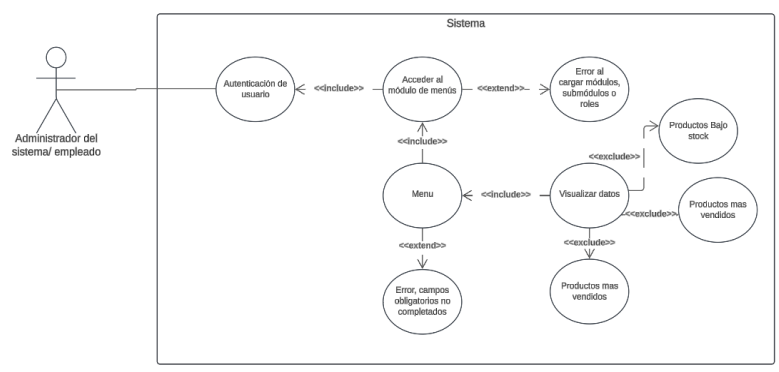 Sistema
Administrador del
sistema/ empleado
Autenticación de
usuario
<<include>>
Acceder al
módulo de menús
<<extend>>
Error al
cargar módulos,
submódulos o
roles
<<include>>
Productos Bajo
stock
<<exclude>>
Menu
<<include>>
Visualizar datos
<<exclude>>
Productos mas
vendidos
<<extend>>
<<exclude>>
Error, campos
obligatorios no
completados
Productos mas
vendidos